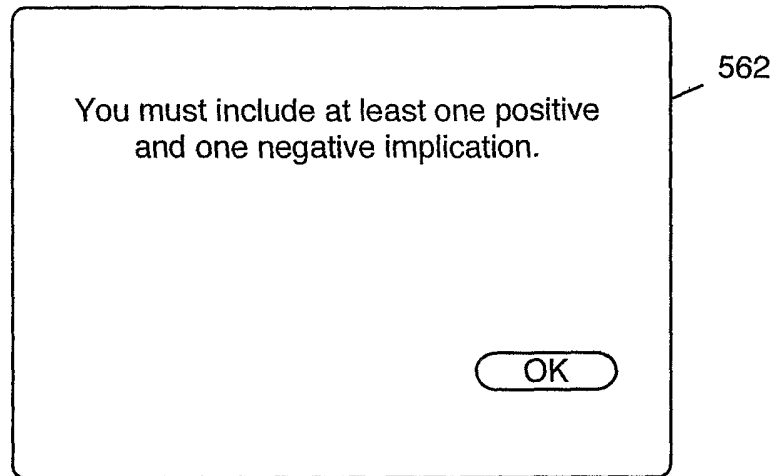 562
You must include at least one positive
and one negative implication.
OK